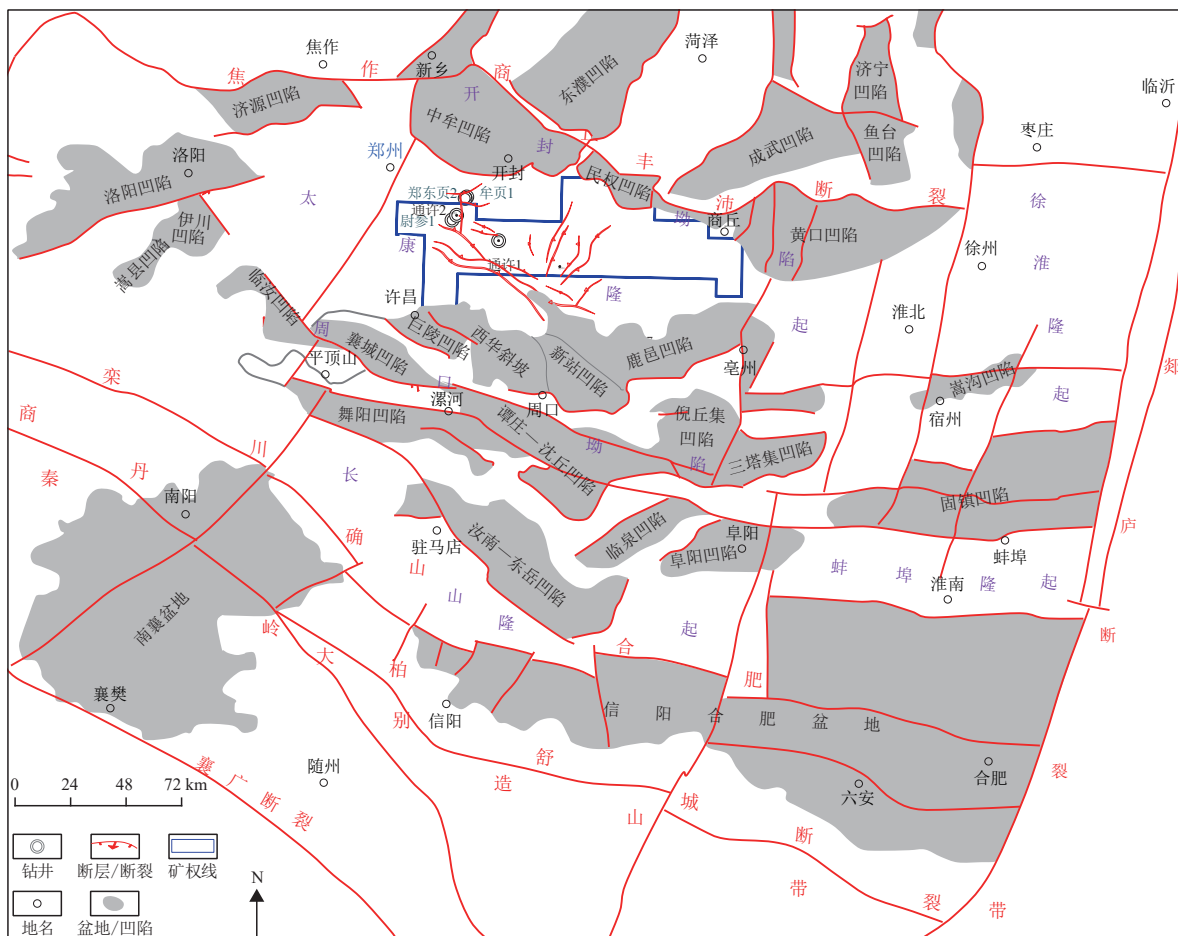 焦作
新乡
菏泽
临沂
枣庄
济源凹陷
中牟凹陷
东濮凹陷
济宁
凹陷
鱼台
凹陷
成武凹陷
焦作商丘丰沛断裂
开封坳陷
洛阳
洛阳凹陷
伊川
凹陷
嵩县凹陷
郑州
开封
民权凹陷
郑东页2
牟页1
通许2
尉参1
通许1
商丘
黄口凹陷
徐州
太康隆起
徐淮隆起
临汝凹陷
许昌
巨陵凹陷
襄城凹陷
平顶山
西华斜坡
新站凹陷
鹿邑凹陷
亳州
淮北
嵩沟凹陷
宿州
周口坳陷
漯河
周口
舞阳凹陷
谭庄—沈丘凹陷
倪丘集
凹陷
三塔集凹陷
固镇凹陷
栾川确山合肥
商丹
秦岭大别造山带
南阳
南襄盆地
襄樊
驻马店
汝南—东岳凹陷
临泉凹陷
阜阳
阜阳凹陷
蚌埠
蚌埠隆起
淮南
长山隆起
柏舒城断裂
郯庐断裂带
信阳
信阳合肥盆地
合肥
六安
随州
襄广断裂
0 24 48 72 km
钻井
断层/断裂
矿权线
地名
盆地/凹陷
N